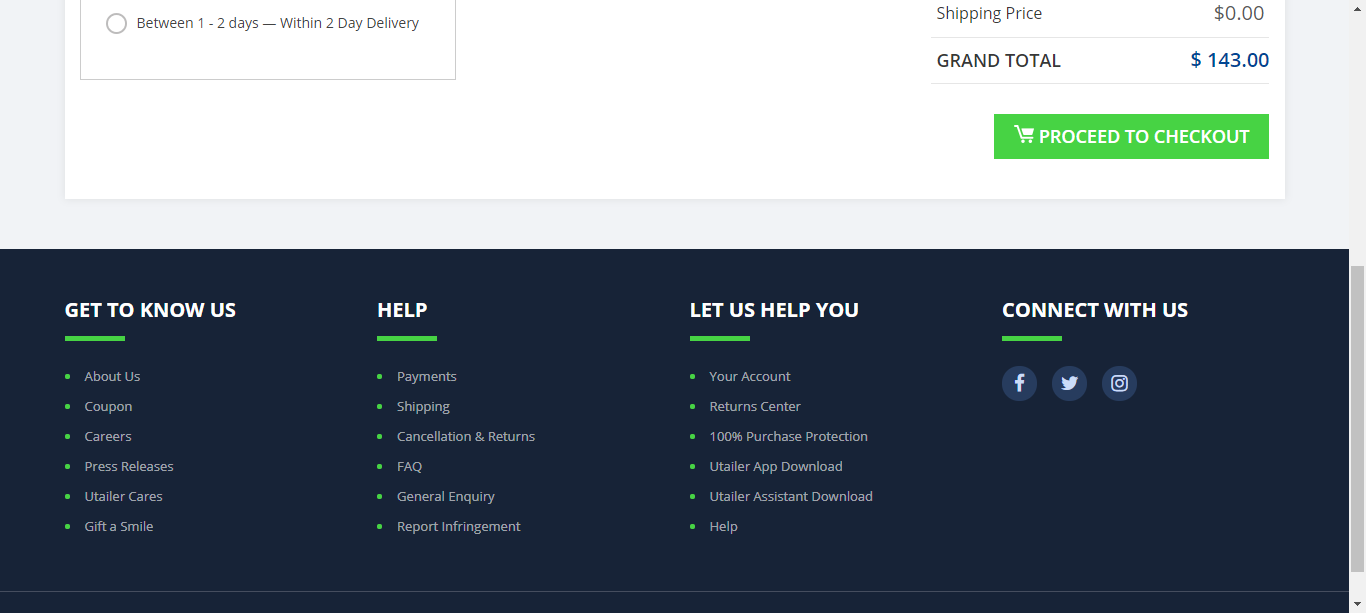 Between 1 - 2 days — Within 2 Day Delivery
Shipping Price $0.00
GRAND TOTAL $ 143.00
PROCEED TO CHECKOUT
GET TO KNOW US
About Us
Coupon
Careers
Press Releases
Utailer Cares
Gift a Smile
HELP
Payments
Shipping
Cancellation & Returns
FAQ
General Enquiry
Report Infringement
LET US HELP YOU
Your Account
Returns Center
100% Purchase Protection
Utailer App Download
Utailer Assistant Download
Help
CONNECT WITH US